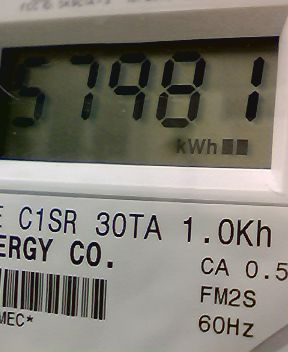 57981
kWh
E C1SR 30TA 1.0Kh
ERGY CO.
CA 0.5
FM2S
MEC*
60Hz